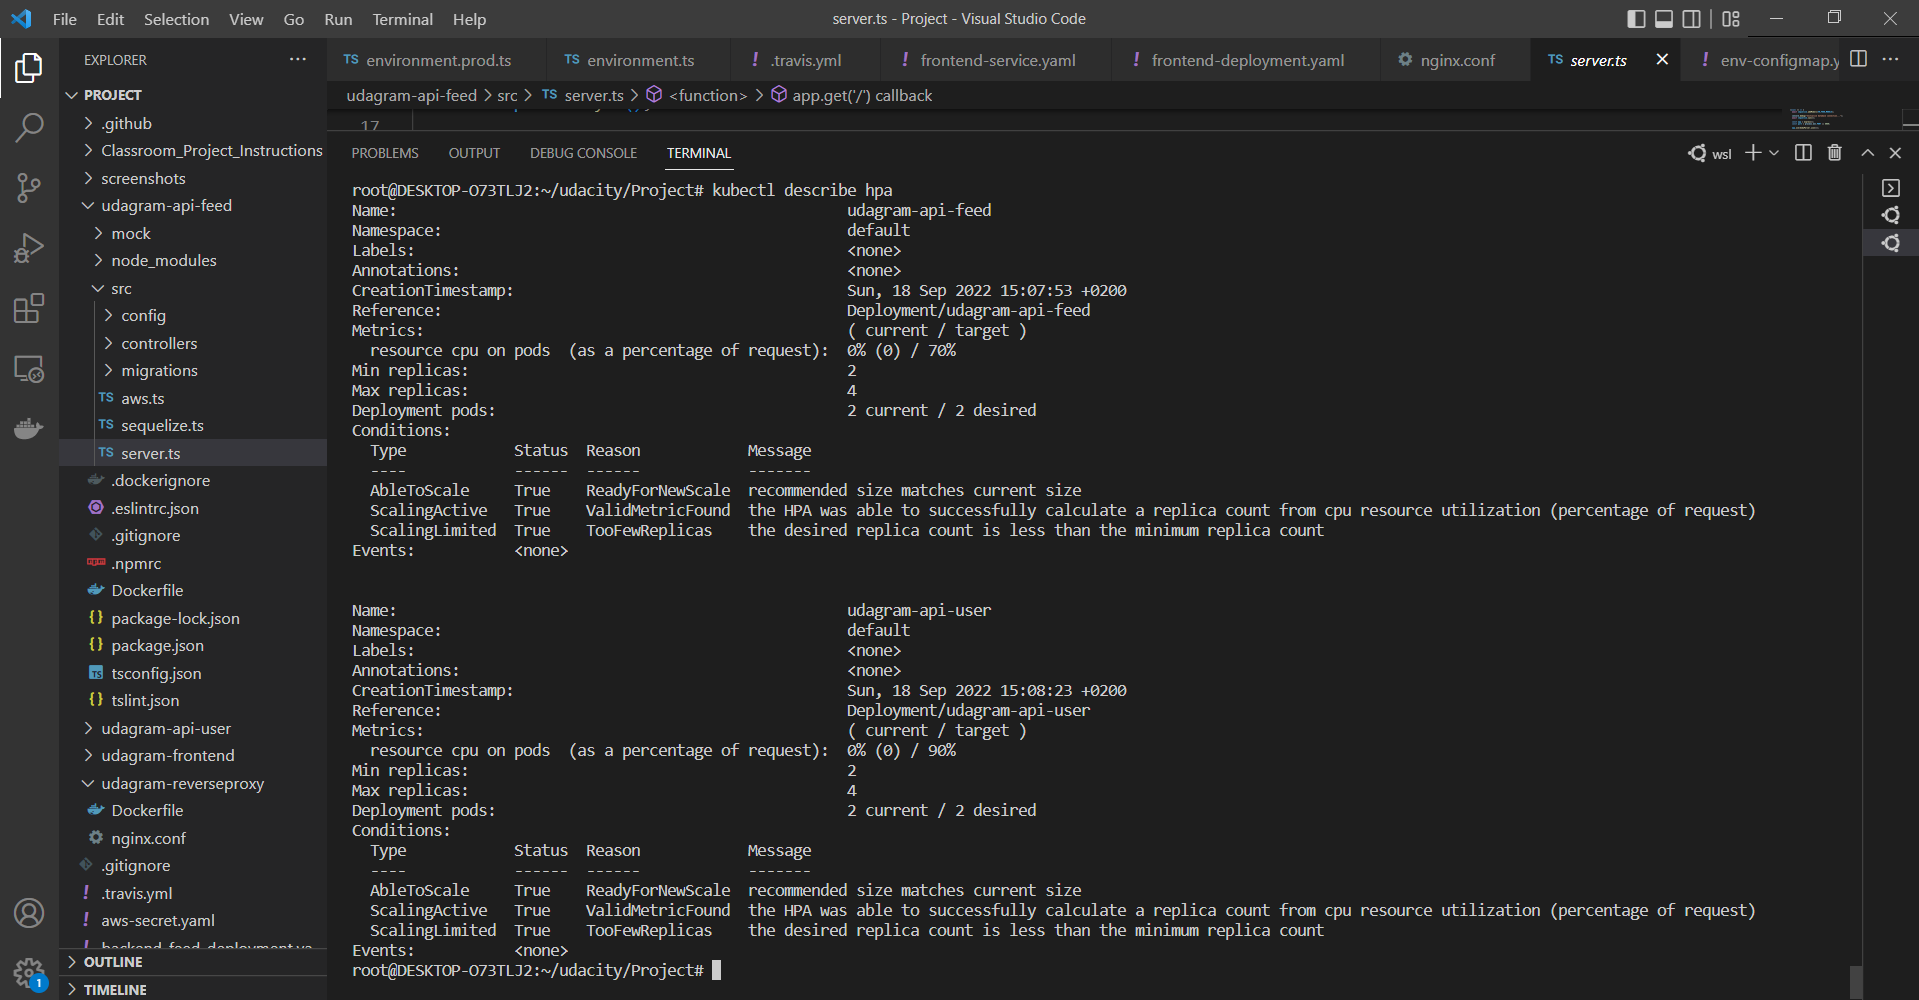 File Edit Selection View Go Run Terminal Help
server.ts - Project - Visual Studio Code
EXPLORER
TS environment.prod.ts TS environment.ts ! .travis.yml ! frontend-service.yaml ! frontend-deployment.yaml nginx.conf TS server.ts ! env-configmap.y
udagram-api-feed > src > TS server.ts > <function> > app.get('/') callback
17
PROJECT
.github
Classroom_Project_Instructions
screenshots
udagram-api-feed
mock
node_modules
src
config
controllers
migrations
TS aws.ts
TS sequelize.ts
TS server.ts
.dockerignore
.eslintrc.json
.gitignore
.npmrc
Dockerfile
{} package-lock.json
{} package.json
TS tsconfig.json
{} tslint.json
udagram-api-user
udagram-frontend
udagram-reverseproxy
Dockerfile
nginx.conf
.gitignore
! .travis.yml
! aws-secret.yaml
! backend_feed_deployment.ya
OUTLINE
TIMELINE
1
PROBLEMS OUTPUT DEBUG CONSOLE TERMINAL
wsl
root@DESKTOP-O73TLJ2:~/udacity/Project# kubectl describe hpa
Name: udagram-api-feed
Namespace: default
Labels: <none>
Annotations: <none>
CreationTimestamp: Sun, 18 Sep 2022 15:07:53 +0200
Reference: Deployment/udagram-api-feed
Metrics: ( current / target )
resource cpu on pods (as a percentage of request): 0% (0) / 70%
Min replicas: 2
Max replicas: 4
Deployment pods: 2 current / 2 desired
Conditions:
Type Status Reason Message
---- ------ ------ -------
AbleToScale True ReadyForNewScale recommended size matches current size
ScalingActive True ValidMetricFound the HPA was able to successfully calculate a replica count from cpu resource utilization (percentage of request)
ScalingLimited True TooFewReplicas the desired replica count is less than the minimum replica count
Events: <none>
Name: udagram-api-user
Namespace: default
Labels: <none>
Annotations: <none>
CreationTimestamp: Sun, 18 Sep 2022 15:08:23 +0200
Reference: Deployment/udagram-api-user
Metrics: ( current / target )
resource cpu on pods (as a percentage of request): 0% (0) / 90%
Min replicas: 2
Max replicas: 4
Deployment pods: 2 current / 2 desired
Conditions:
Type Status Reason Message
---- ------ ------ -------
AbleToScale True ReadyForNewScale recommended size matches current size
ScalingActive True ValidMetricFound the HPA was able to successfully calculate a replica count from cpu resource utilization (percentage of request)
ScalingLimited True TooFewReplicas the desired replica count is less than the minimum replica count
Events: <none>
root@DESKTOP-O73TLJ2:~/udacity/Project#